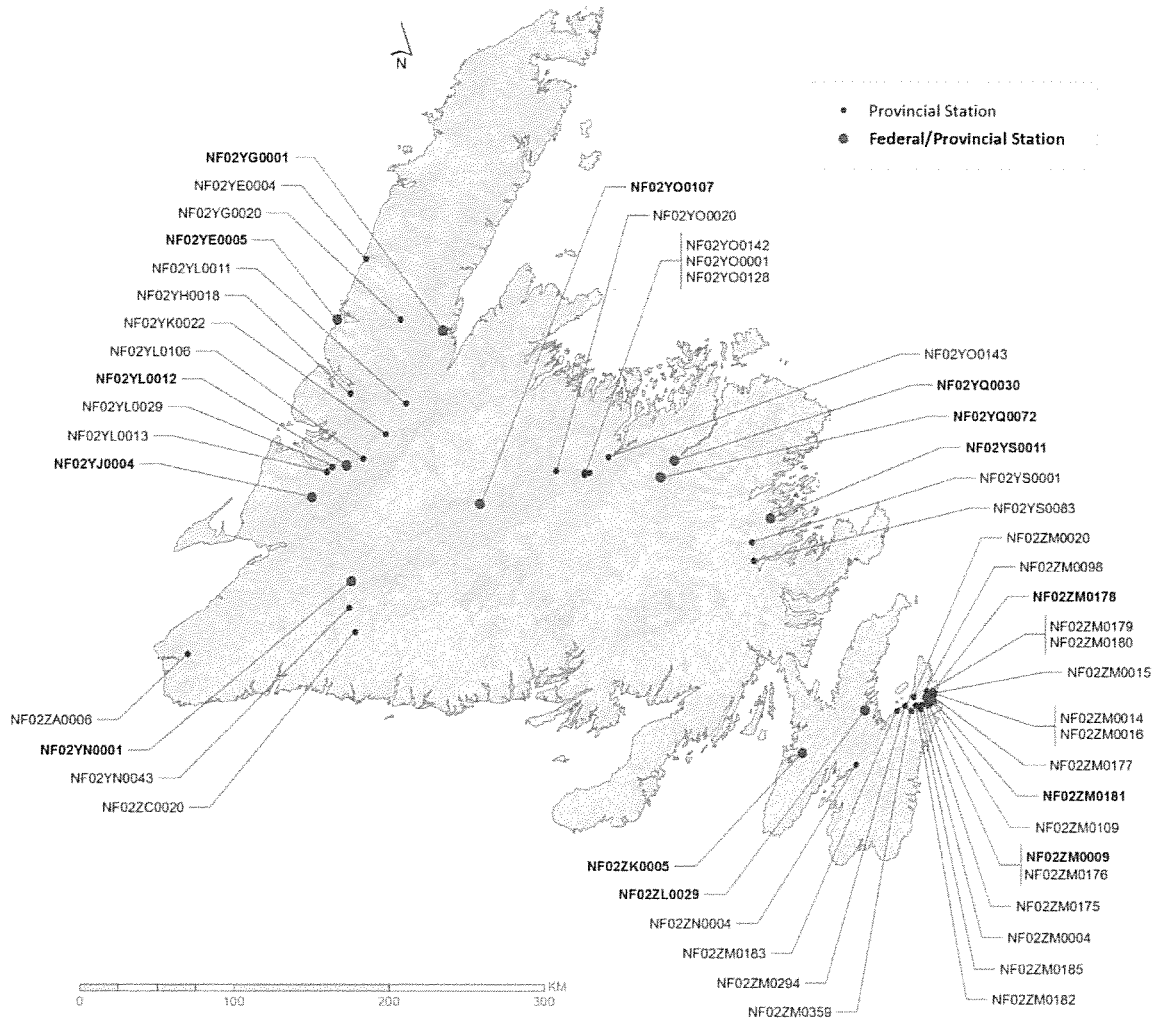 N
Provincial Station
Federal/Provincial Station
NF02YG0001
NF02YE0004
NF02YG0020
NF02YE0005
NF02YL0011
NF02YH0018
NF02YK0022
NF02YL0106
NF02YL0012
NF02YL0029
NF02YL0013
NF02YJ0004
NF02YO0107
NF02YO0020
NF02YO0142
NF02YO0001
NF02YO0128
NF02YO0143
NF02YQ0030
NF02YQ0072
NF02YS0011
NF02YS0001
NF02YS0083
NF02ZM0020
NF02ZM0098
NF02ZM0178
NF02ZM0179
NF02ZM0180
NF02ZM0015
NF02ZM0014
NF02ZM0016
NF02ZM0177
NF02ZM0181
NF02ZM0109
NF02ZM0009
NF02ZM0176
NF02ZM0175
NF02ZM0004
NF02ZM0185
NF02ZM0182
NF02ZA0006
NF02YN0001
NF02YN0043
NF02ZC0020
NF02ZK0005
NF02ZL0029
NF02ZN0004
NF02ZM0183
NF02ZM0294
NF02ZM0359
KM
0 100 200 300